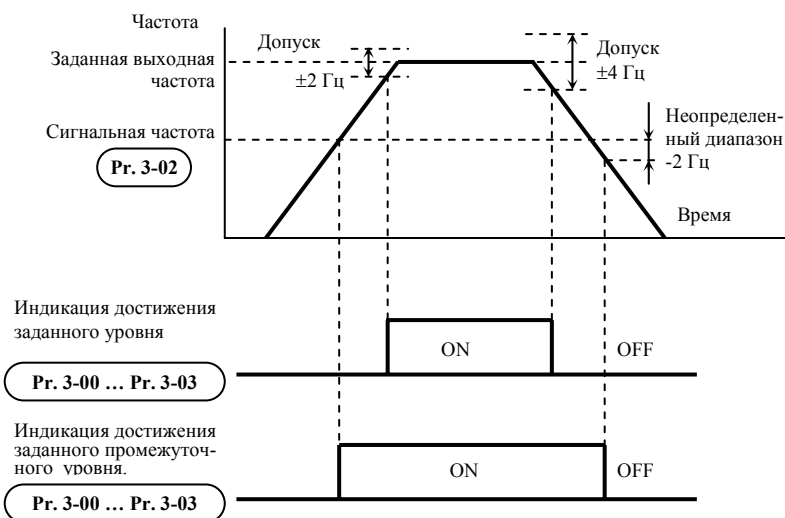 Частота
Заданная выходная
частота
Допуск
±2 Гц
Допуск
±4 Гц
Сигнальная частота
Pr. 3-02
Неопределен-
ный диапазон
-2 Гц
Время
Индикация достижения
заданного уровня
Pr. 3-00 … Pr. 3-03
ON
OFF
Индикация достижения
заданного промежуточ-
ного уровня.
Pr. 3-00 … Pr. 3-03
ON
OFF